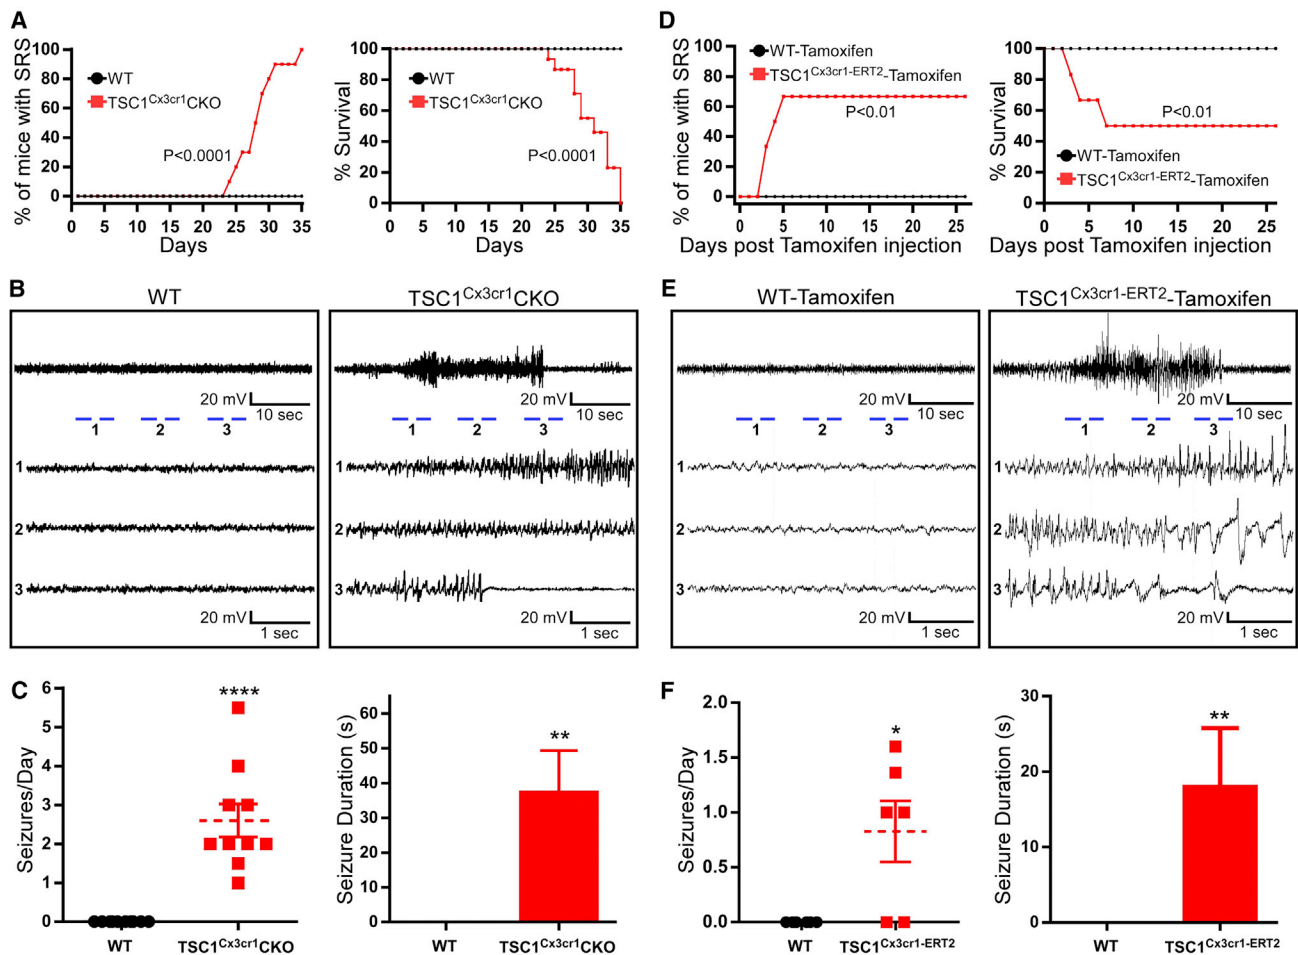 A
% of mice with SRS
100
80
60
40
20
0
WT
TSC1Cx3cr1CKO
P<0.0001
0 5 10 15 20 25 30 35
Days
% Survival
100
80
60
40
20
0
WT
TSC1Cx3cr1CKO
P<0.0001
0 5 10 15 20 25 30 35
Days
D
% of mice with SRS
100
80
60
40
20
0
WT-Tamoxifen
TSC1Cx3cr1-ERT2-Tamoxifen
P<0.01
0 5 10 15 20 25
Days post Tamoxifen injection
% Survival
100
80
60
40
20
0
P<0.01
WT-Tamoxifen
TSC1Cx3cr1-ERT2-Tamoxifen
0 5 10 15 20 25
Days post Tamoxifen injection
B
WT
20 mV
10 sec
1 2 3
1
2
3
20 mV
1 sec
TSC1Cx3cr1CKO
20 mV
10 sec
1 2 3
1
2
3
20 mV
1 sec
E
WT-Tamoxifen
20 mV
10 sec
1 2 3
1
2
3
20 mV
1 sec
TSC1Cx3cr1-ERT2-Tamoxifen
20 mV
10 sec
1 2 3
1
2
3
20 mV
1 sec
C
Seizures/Day
6
5
4
3
2
1
0
****
WT TSC1Cx3cr1CKO
Seizure Duration (s)
60
50
40
30
20
10
0
**
WT TSC1Cx3cr1CKO
F
Seizures/Day
2.0
1.5
1.0
0.5
0.0
*
WT TSC1Cx3cr1-ERT2
Seizure Duration (s)
30
20
10
0
**
WT TSC1Cx3cr1-ERT2